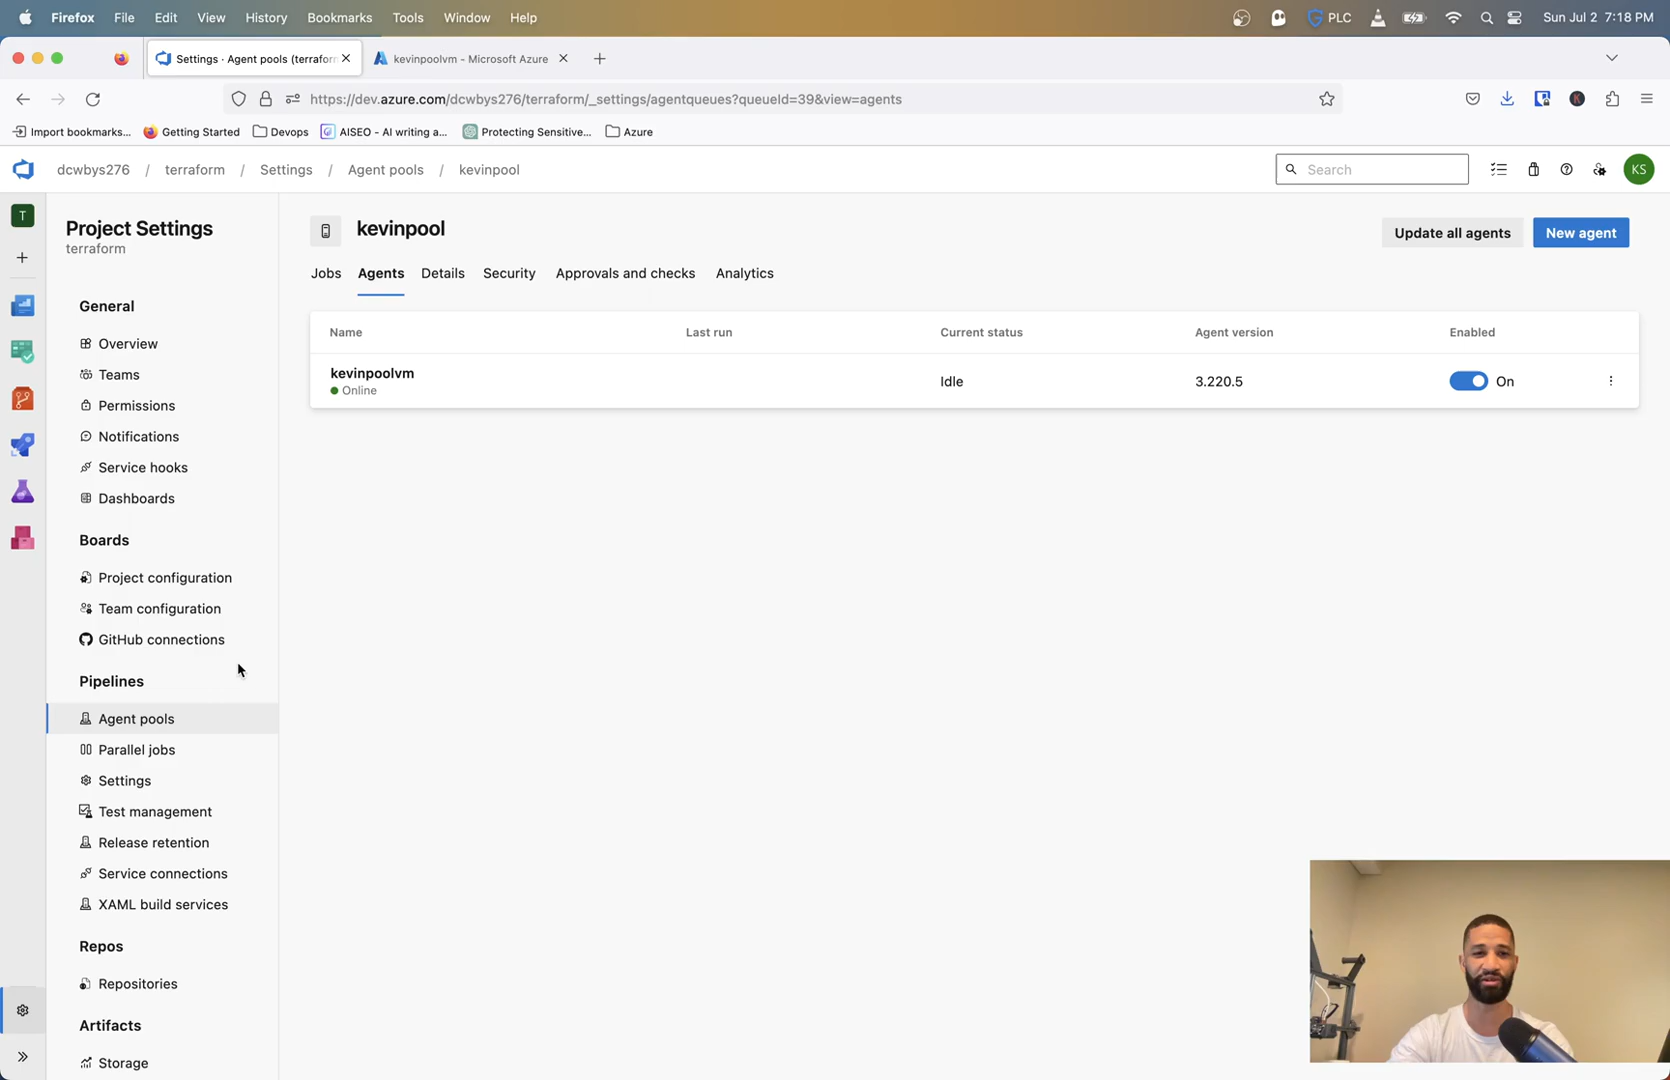 Firefox File Edit View History Bookmarks Tools Window Help PLC Sun Jul 2 7:18 PM
Settings · Agent pools (terraform kevinpoolvm - Microsoft Azure
https://dev.azure.com/dcwbys276/terraform/_settings/agentqueues?queueId=39&view=agents
Import bookmarks... Getting Started Devops AISEO - AI writing a... Protecting Sensitive... Azure
dcwbys276 / terraform / Settings / Agent pools / kevinpool Search KS
T
Project Settings
terraform
General
Overview
Teams
Permissions
Notifications
Service hooks
Dashboards
Boards
Project configuration
Team configuration
GitHub connections
Pipelines
Agent pools
Parallel jobs
Settings
Test management
Release retention
Service connections
XAML build services
Repos
Repositories
Artifacts
Storage
kevinpool
Update all agents New agent
Jobs Agents Details Security Approvals and checks Analytics
Name Last run Current status Agent version Enabled
kevinpoolvm Idle 3.220.5 On
Online